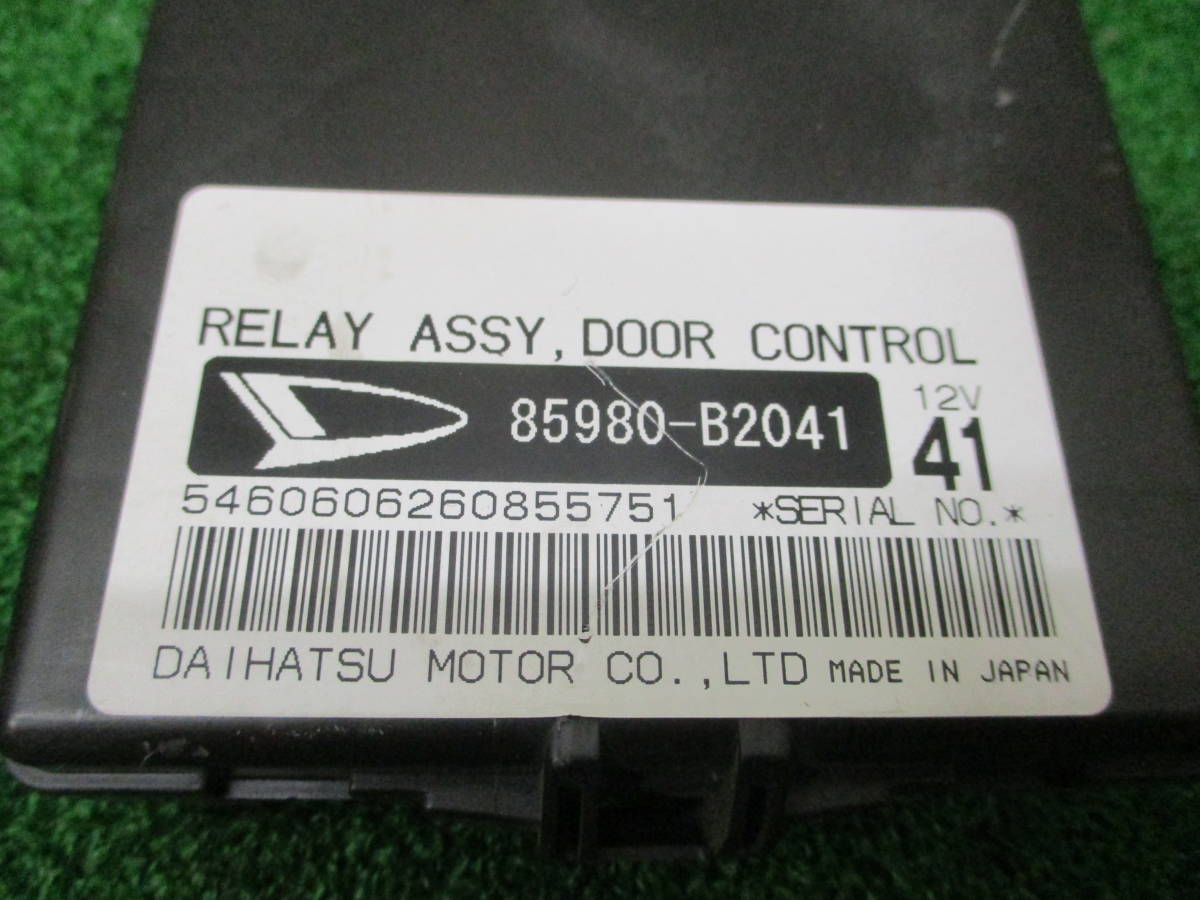 RELAY ASSY, DOOR CONTROL
85980-B2041
12V
41
5460606260855751 *SERIAL NO.*
DAIHATSU MOTOR CO.,LTD MADE IN JAPAN